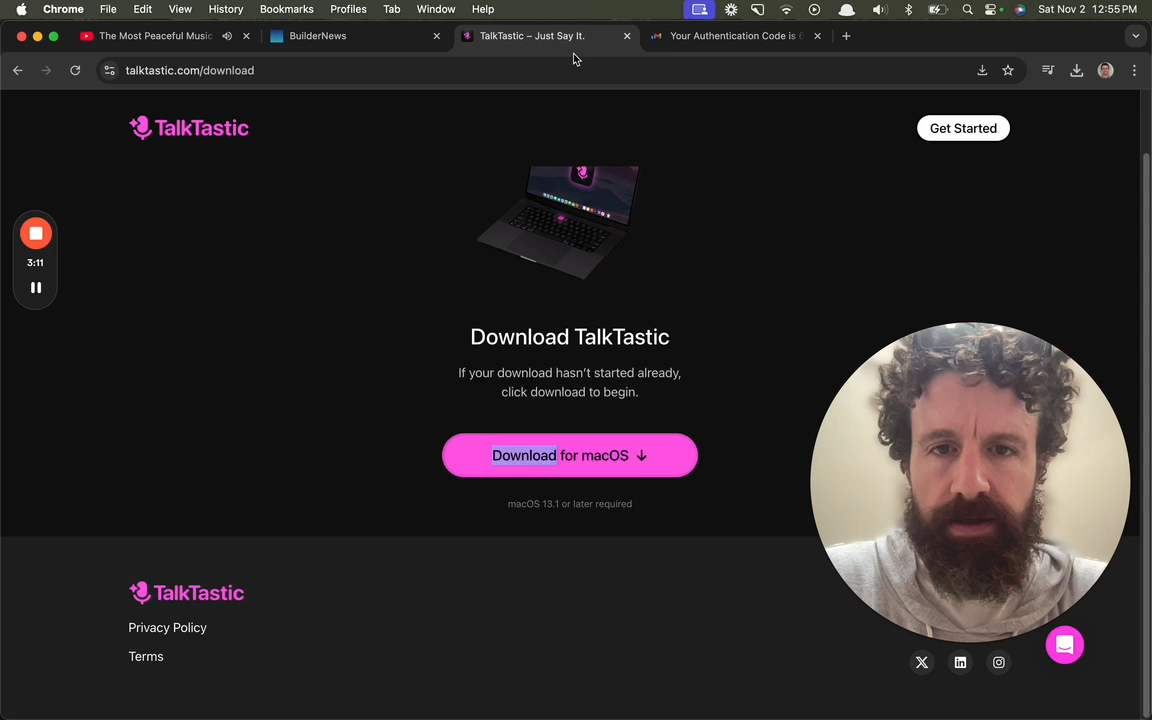 Chrome File Edit View History Bookmarks Profiles Tab Window Help Sat Nov 2 12:55 PM
The Most Peaceful Music BuilderNews TalkTastic – Just Say It. Your Authentication Code is
talktastic.com/download
TalkTastic
Get Started
3:11
Download TalkTastic
If your download hasn't started already,
click download to begin.
Download for macOS ↓
macOS 13.1 or later required
TalkTastic
Privacy Policy
Terms